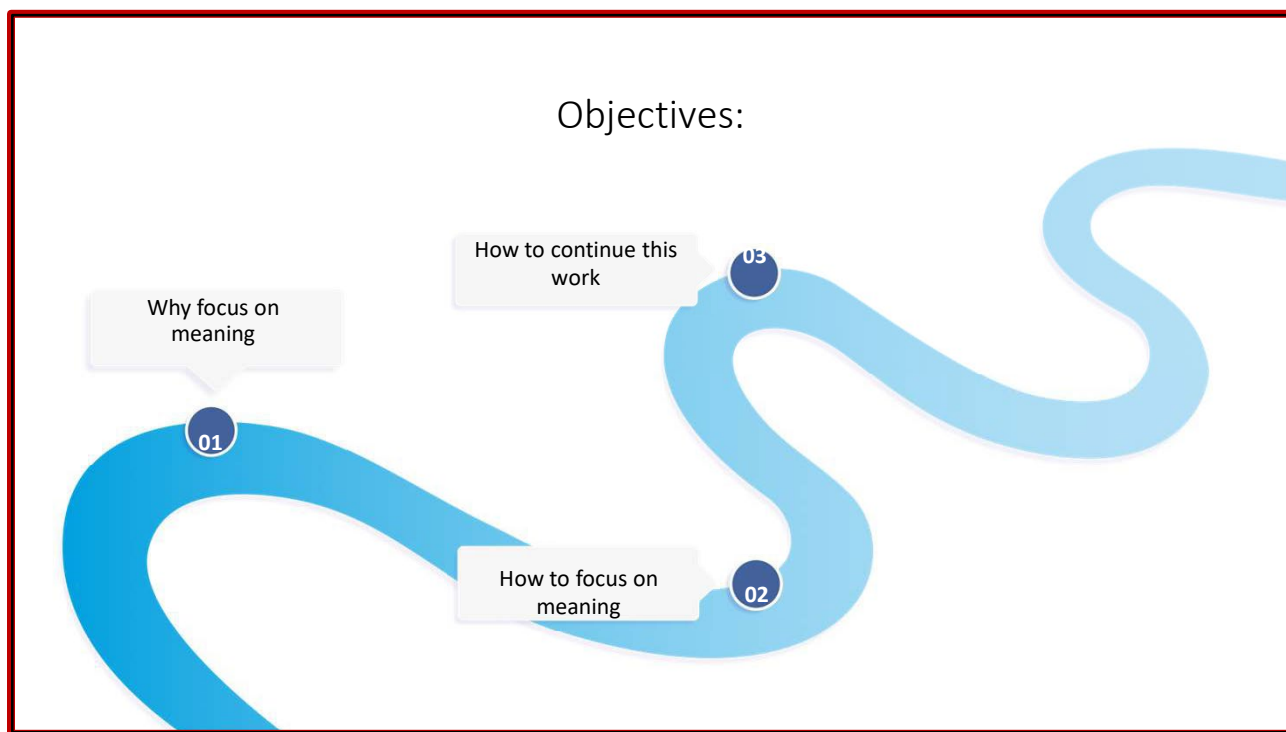 Objectives:
Why focus on
meaning
01
How to focus on
meaning
02
How to continue this
work
03